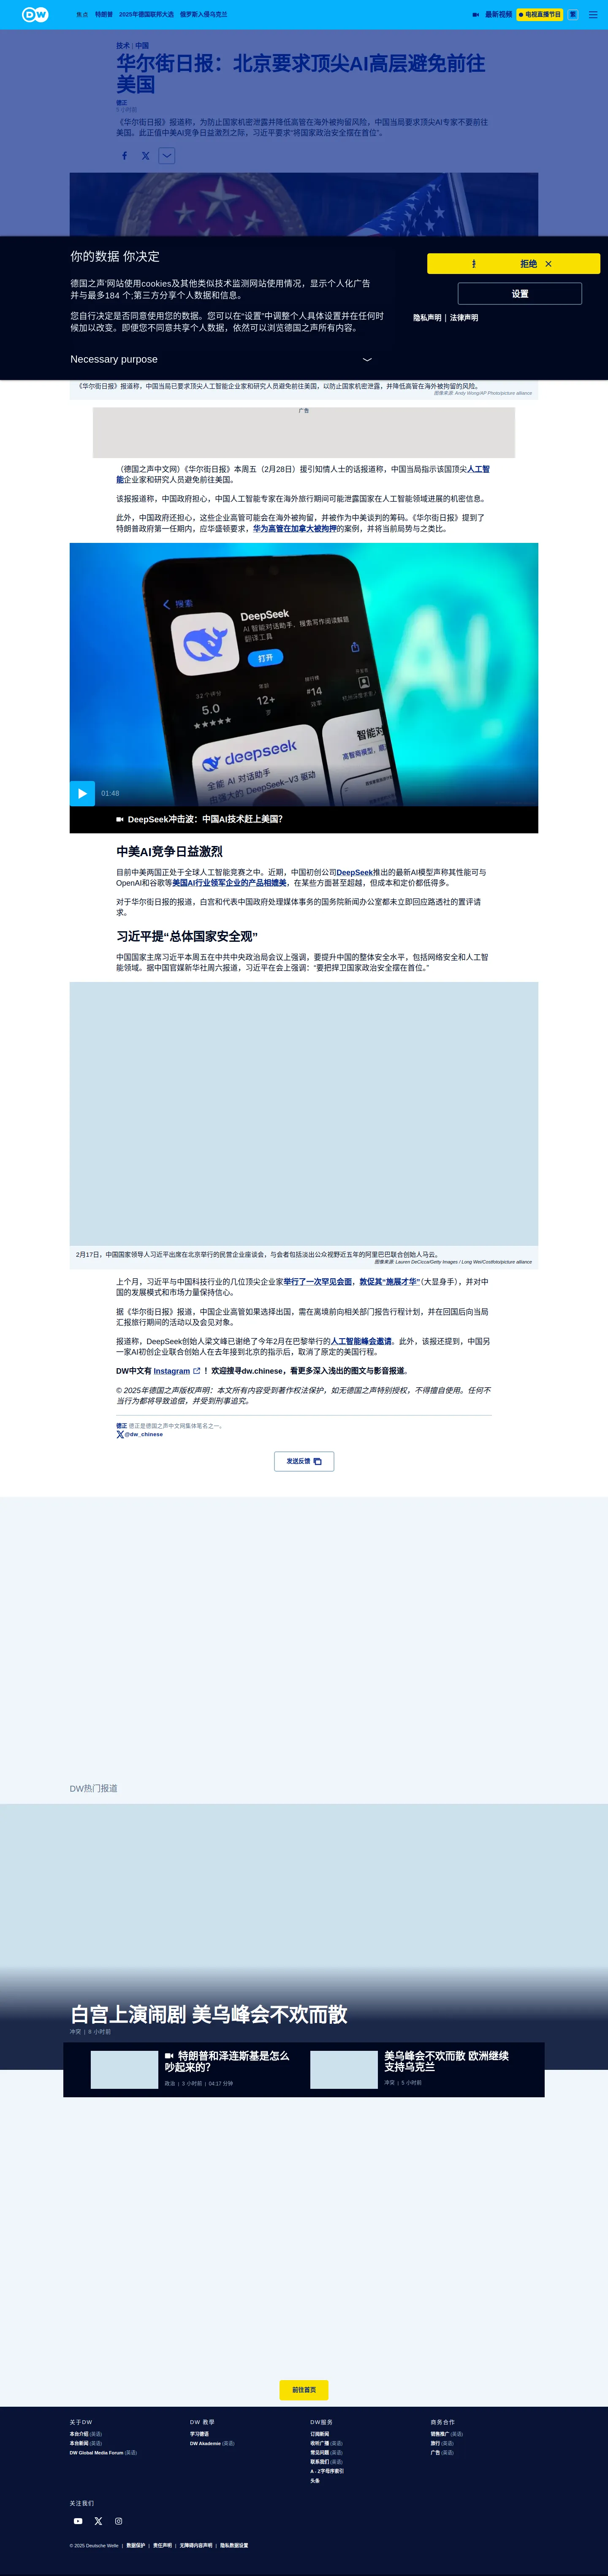 DW
焦点 特朗普 2025年德国联邦大选 俄罗斯入侵乌克兰
最新视频 电视直播节目 繁
技术 | 中国
华尔街日报：北京要求顶尖AI高层避免前往
美国
德正
5 小时前
《华尔街日报》报道称，为防止国家机密泄露并降低高管在海外被拘留风险，中国当局要求顶尖AI专家不要前往
美国。此正值中美AI竞争日益激烈之际，习近平要求“将国家政治安全摆在首位”。
你的数据 你决定
德国之声 网站使用cookies及其他类似技术监测网站使用情况，显示个人化广告
并与最多184 个;第三方分享个人数据和信息。
您自行决定是否同意使用您的数据。您可以在“设置”中调整个人具体设置并在任何时
候加以改变。即便您不同意共享个人数据，依然可以浏览德国之声所有内容。
Necessary purpose
拒绝
设置
隐私声明 | 法律声明
《华尔街日报》报道称，中国当局已要求顶尖人工智能企业家和研究人员避免前往美国，以防止国家机密泄露，并降低高管在海外被拘留的风险。
图像来源: Andy Wong/AP Photo/picture alliance
广告
（德国之声中文网）《华尔街日报》本周五（2月28日）援引知情人士的话报道称，中国当局指示该国顶尖人工智
能企业家和研究人员避免前往美国。
该报报道称，中国政府担心，中国人工智能专家在海外旅行期间可能泄露国家在人工智能领域进展的机密信息。
此外，中国政府还担心，这些企业高管可能会在海外被拘留，并被作为中美谈判的筹码。《华尔街日报》提到了
特朗普政府第一任期内，应华盛顿要求，华为高管在加拿大被拘押的案例，并将当前局势与之类比。
搜索
DeepSeek
AI 智能对话助手，搜索写作阅读解题
翻译工具
打开
5.0
12+
岁
#14
deepseek
全能 AI 对话助手
由强大的 DeepSeek-V3 驱动
智能对
AI
01:48
DeepSeek冲击波：中国AI技术赶上美国?
中美AI竞争日益激烈
目前中美两国正处于全球人工智能竞赛之中。近期，中国初创公司DeepSeek推出的最新AI模型声称其性能可与
OpenAI和谷歌等美国AI行业领军企业的产品相媲美，在某些方面甚至超越，但成本和定价都低得多。
对于华尔街日报的报道，白宫和代表中国政府处理媒体事务的国务院新闻办公室都未立即回应路透社的置评请
求。
习近平提“总体国家安全观”
中国国家主席习近平本周五在中共中央政治局会议上强调，要提升中国的整体安全水平，包括网络安全和人工智
能领域。据中国官媒新华社周六报道，习近平在会上强调：“要把捍卫国家政治安全摆在首位。”
2月17日，中国国家领导人习近平出席在北京举行的民营企业座谈会，与会者包括淡出公众视野近五年的阿里巴巴联合创始人马云。
图像来源: Lauren DeCicca/Getty Images / Long Wei/Costfoto/picture alliance
上个月，习近平与中国科技行业的几位顶尖企业家举行了一次罕见会面，敦促其“施展才华”（大显身手），并对中
国的发展模式和市场力量保持信心。
据《华尔街日报》报道，中国企业高管如果选择出国，需在离境前向相关部门报告行程计划，并在回国后向当局
汇报旅行期间的活动以及会见对象。
报道称，DeepSeek创始人梁文峰已谢绝了今年2月在巴黎举行的人工智能峰会邀请。此外，该报还提到，中国另
一家AI初创企业联合创始人在去年接到北京的指示后，取消了原定的美国行程。
DW中文有 Instagram ！欢迎搜寻dw.chinese，看更多深入浅出的图文与影音报道。
© 2025年德国之声版权声明：本文所有内容受到著作权法保护，如无德国之声特别授权，不得擅自使用。任何不
当行为都将导致追偿，并受到刑事追究。
德正 德正是德国之声中文网集体笔名之一。
@dw_chinese
发送反馈
DW热门报道
白宫上演闹剧 美乌峰会不欢而散
冲突 | 8 小时前
特朗普和泽连斯基是怎么
吵起来的？
政治 | 3 小时前 | 04:17 分钟
美乌峰会不欢而散 欧洲继续
支持乌克兰
冲突 | 5 小时前
前往首页
关于DW
本台介绍 (英语)
本台新闻 (英语)
DW Global Media Forum (英语)
DW 教學
学习德语
DW Akademie (英语)
DW服务
订阅新闻
收听广播 (英语)
常见问题 (英语)
联系我们 (英语)
A - Z字母序索引
头条
商务合作
销售推广 (英语)
旅行 (英语)
广告 (英语)
关注我们
© 2025 Deutsche Welle | 数据保护 | 责任声明 | 无障碍内容声明 | 隐私数据设置